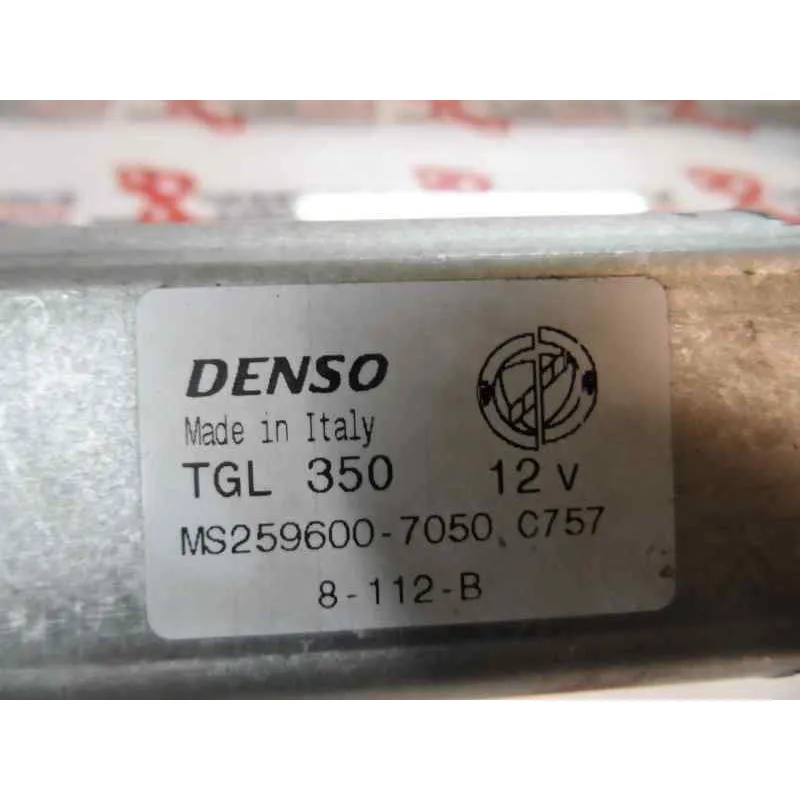 DENSO
Made in Italy
TGL 350 12 V
MS259600-7050 C757
8-112-B